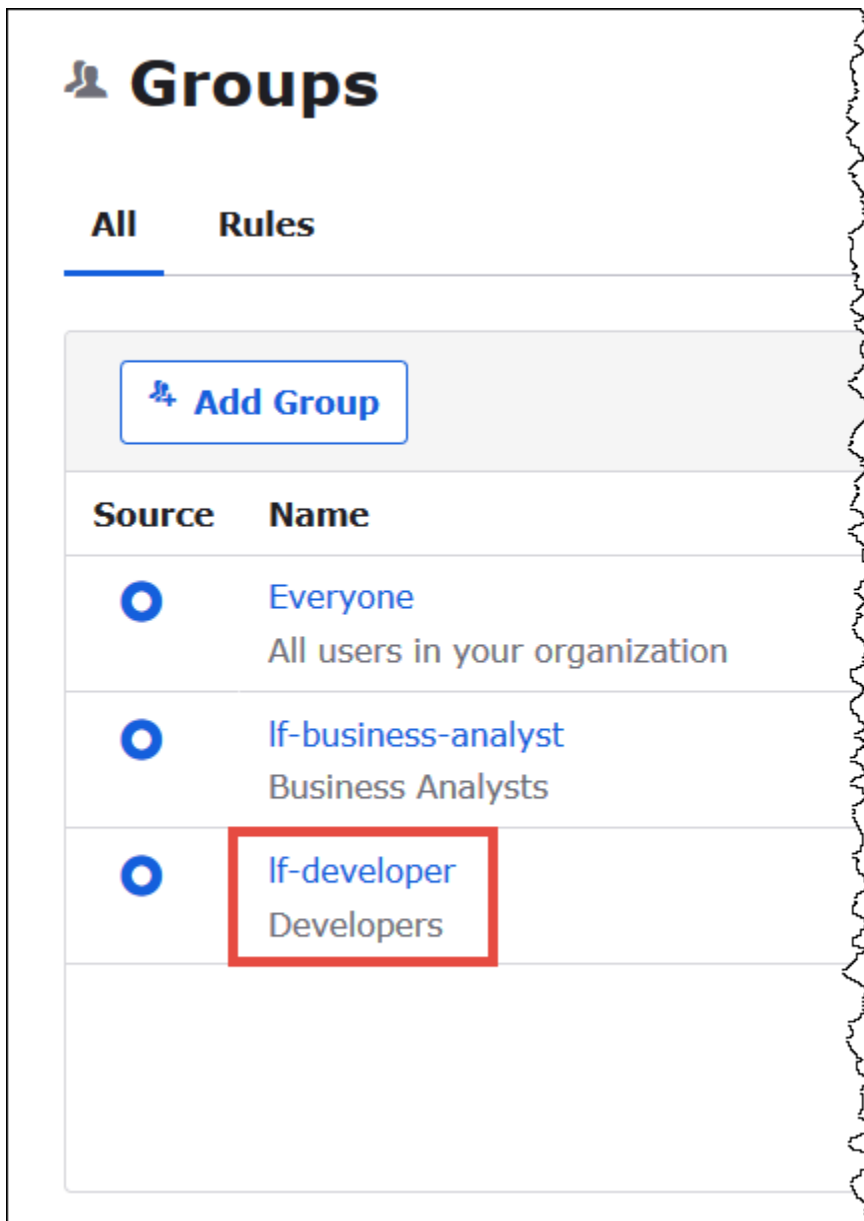 Groups
All Rules
Add Group
Source Name
Everyone
All users in your organization
lf-business-analyst
Business Analysts
lf-developer
Developers